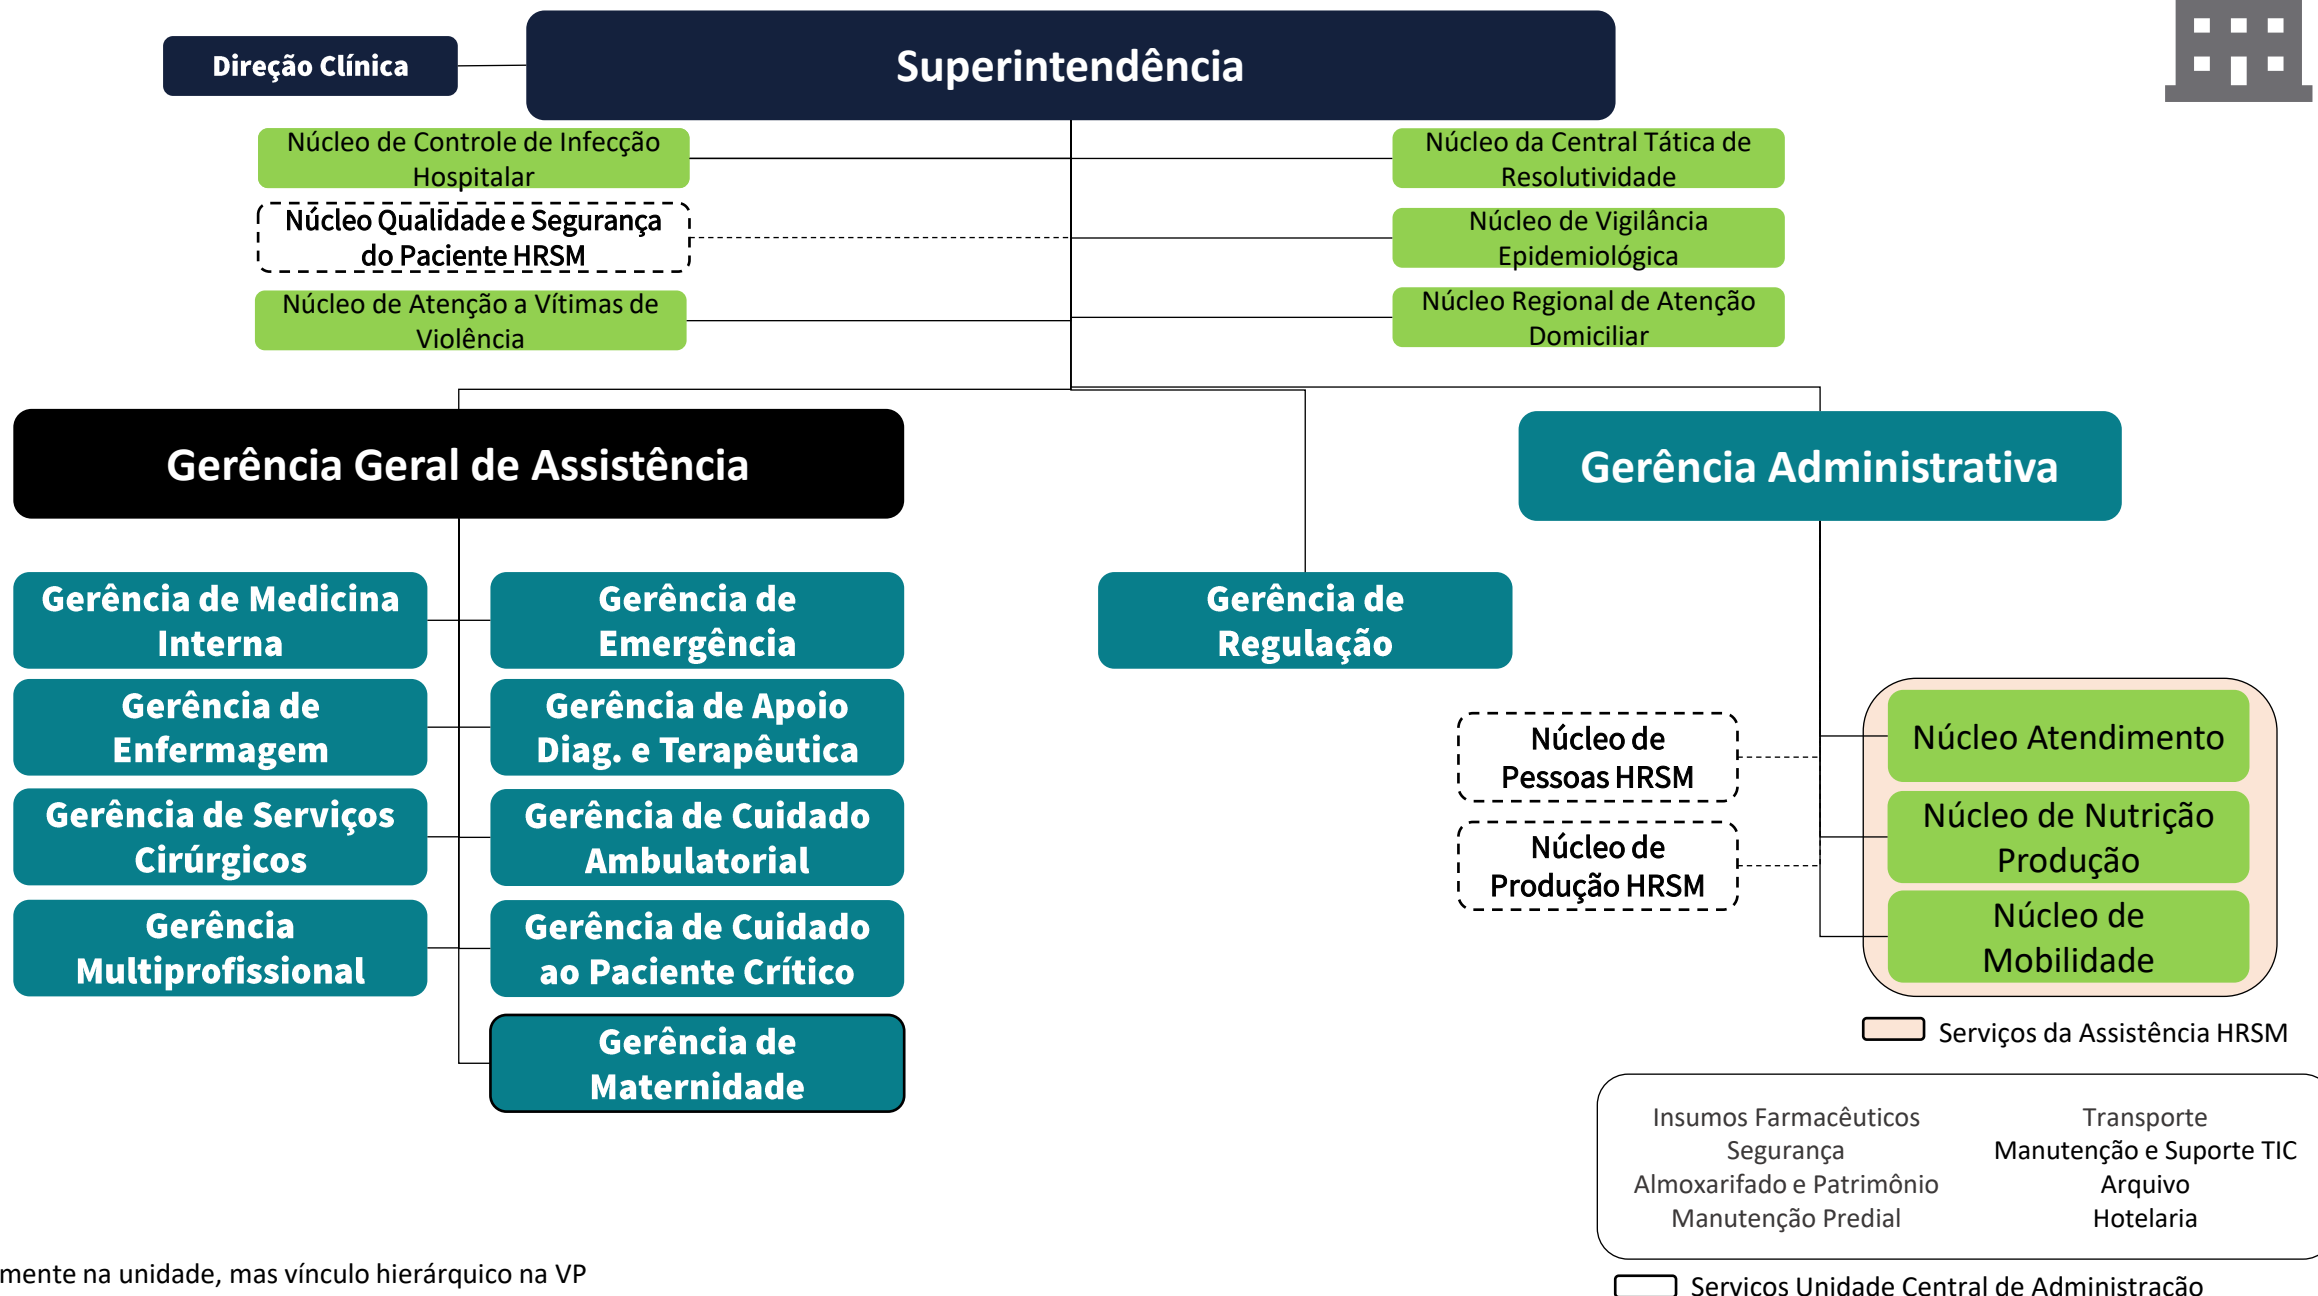 Direção Clínica
Superintendência
Núcleo de Controle de Infecção
Hospitalar
Núcleo da Central Tática de
Resolutividade
Núcleo Qualidade e Segurança
do Paciente HRSM
Núcleo de Vigilância
Epidemiológica
Núcleo de Atenção a Vítimas de
Violência
Núcleo Regional de Atenção
Domiciliar
Gerência Geral de Assistência
Gerência Administrativa
Gerência de Medicina
Interna
Gerência de
Emergência
Gerência de
Regulação
Gerência de
Enfermagem
Gerência de Apoio
Diag. e Terapêutica
Gerência de Serviços
Cirúrgicos
Gerência de Cuidado
Ambulatorial
Gerência
Multiprofissional
Gerência de Cuidado
ao Paciente Crítico
Gerência de
Maternidade
Núcleo de
Pessoas HRSM
Núcleo de
Produção HRSM
Núcleo Atendimento
Núcleo de Nutrição
Produção
Núcleo de
Mobilidade
Serviços da Assistência HRSM
Insumos Farmacêuticos
Segurança
Almoxarifado e Patrimônio
Manutenção Predial
Transporte
Manutenção e Suporte TIC
Arquivo
Hotelaria
mente na unidade, mas vínculo hierárquico na VP
Serviços Unidade Central de Administração